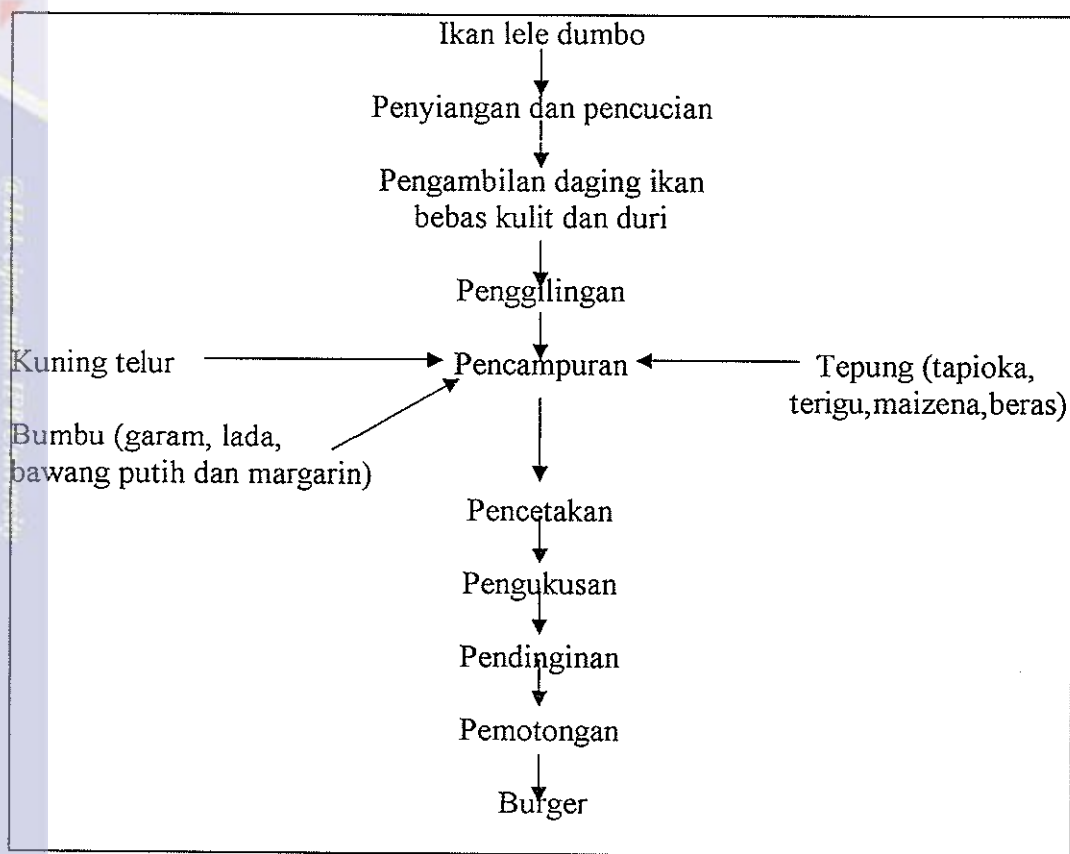 Ikan lele dumbo
Penyiangan dan pencucian
Pengambilan daging ikan
bebas kulit dan duri
Penggilingan
Kuning telur
Pencampuran
Tepung (tapioka,
terigu,maizena,beras)
Bumbu (garam, lada,
bawang putih dan margarin)
Pencetakan
Pengukusan
Pendinginan
Pemotongan
Burger